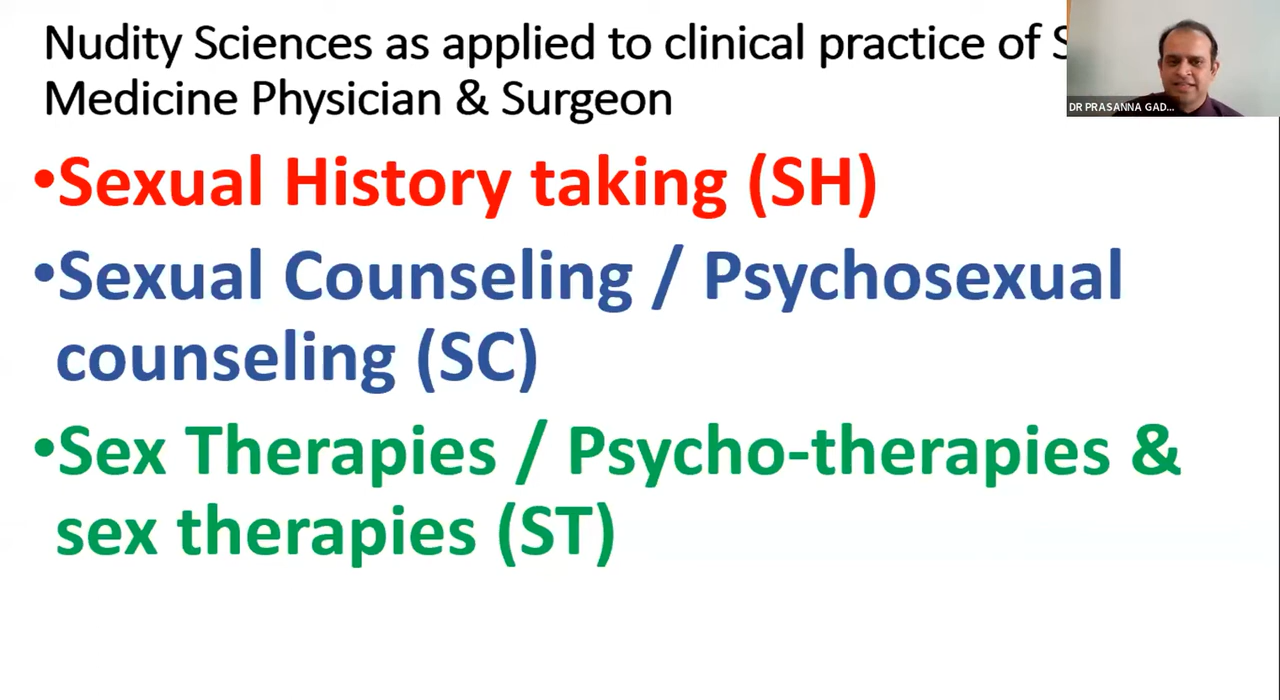 Nudity Sciences as applied to clinical practice of S
Medicine Physician & Surgeon
DR PRASANNA GAD...
•Sexual History taking (SH)
•Sexual Counseling / Psychosexual
counseling (SC)
•Sex Therapies / Psycho-therapies &
sex therapies (ST)